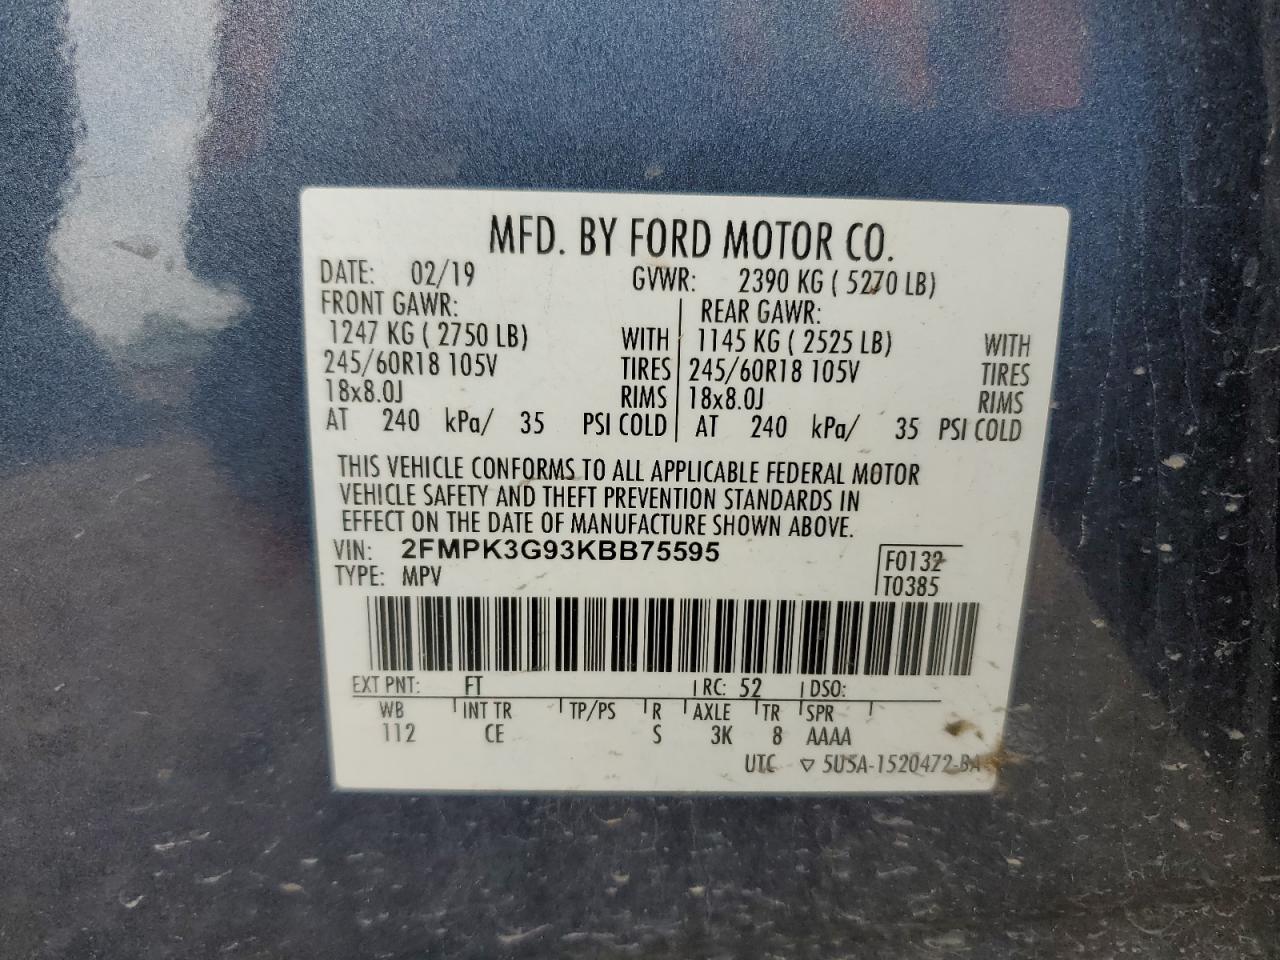 MFD. BY FORD MOTOR CO.
DATE: 02/19 GVWR: 2390 KG ( 5270 LB)
FRONT GAWR: REAR GAWR:
1247 KG ( 2750 LB) WITH 1145 KG ( 2525 LB) WITH
245/60R18 105V TIRES 245/60R18 105V TIRES
18x8.0J RIMS 18x8.0J RIMS
AT 240 kPa/ 35 PSI COLD AT 240 kPa/ 35 PSI COLD
THIS VEHICLE CONFORMS TO ALL APPLICABLE FEDERAL MOTOR
VEHICLE SAFETY AND THEFT PREVENTION STANDARDS IN
EFFECT ON THE DATE OF MANUFACTURE SHOWN ABOVE.
VIN: 2FMPK3G93KBB75595 F0132
TYPE: MPV T0385
EXT PNT: FT RC: 52 DSO:
WB INT TR TP/PS R AXLE TR SPR
112 CE S 3K 8 AAAA
UTC ▽ 5U5A-1520472-BA